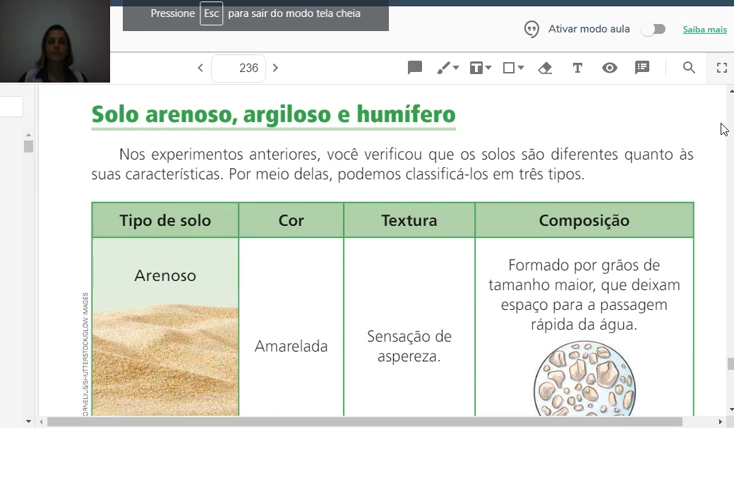 Pressione Esc para sair do modo tela cheia
Ativar modo aula
Saiba mais
236
Solo arenoso, argiloso e humífero
Nos experimentos anteriores, você verificou que os solos são diferentes quanto às
suas características. Por meio delas, podemos classificá-los em três tipos.
Tipo de solo Cor Textura Composição
Arenoso
Amarelada
Sensação de
aspereza.
Formado por grãos de
tamanho maior, que deixam
espaço para a passagem
rápida da água.